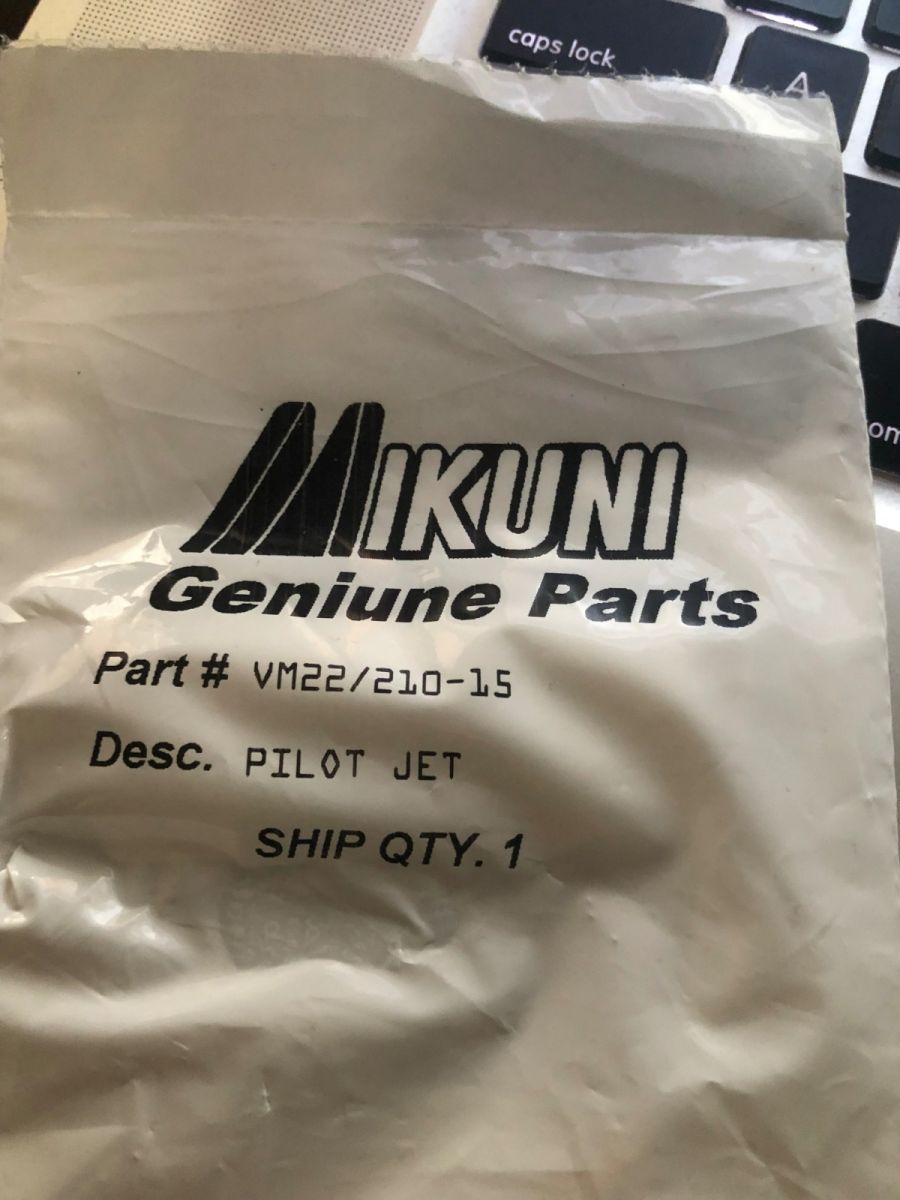 caps lock
A
MIKUNI
Geniune Parts
Part # VM22/210-15
Desc. PILOT JET
SHIP QTY. 1